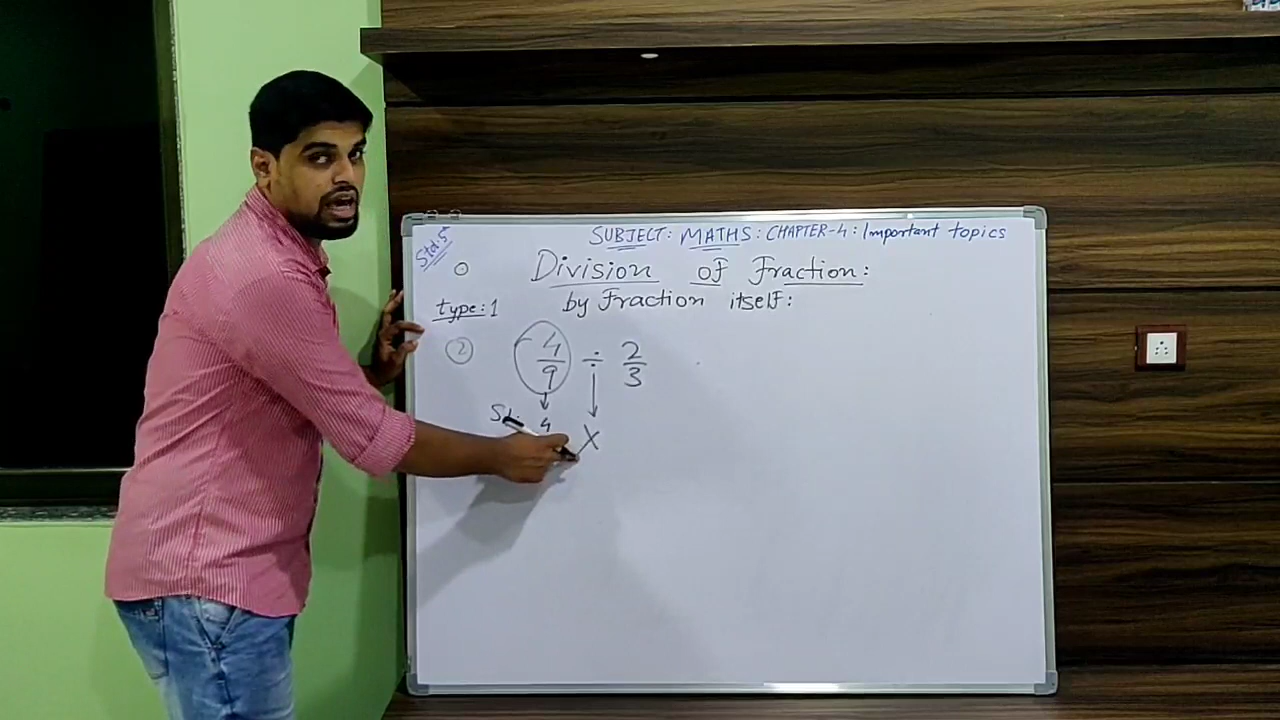 Std:5th
SUBJECT: MATHS: CHAPTER-4: Important topics
Division of Fraction:
by Fraction itself:
type:1
2
4/9 ÷ 2/3
4
×